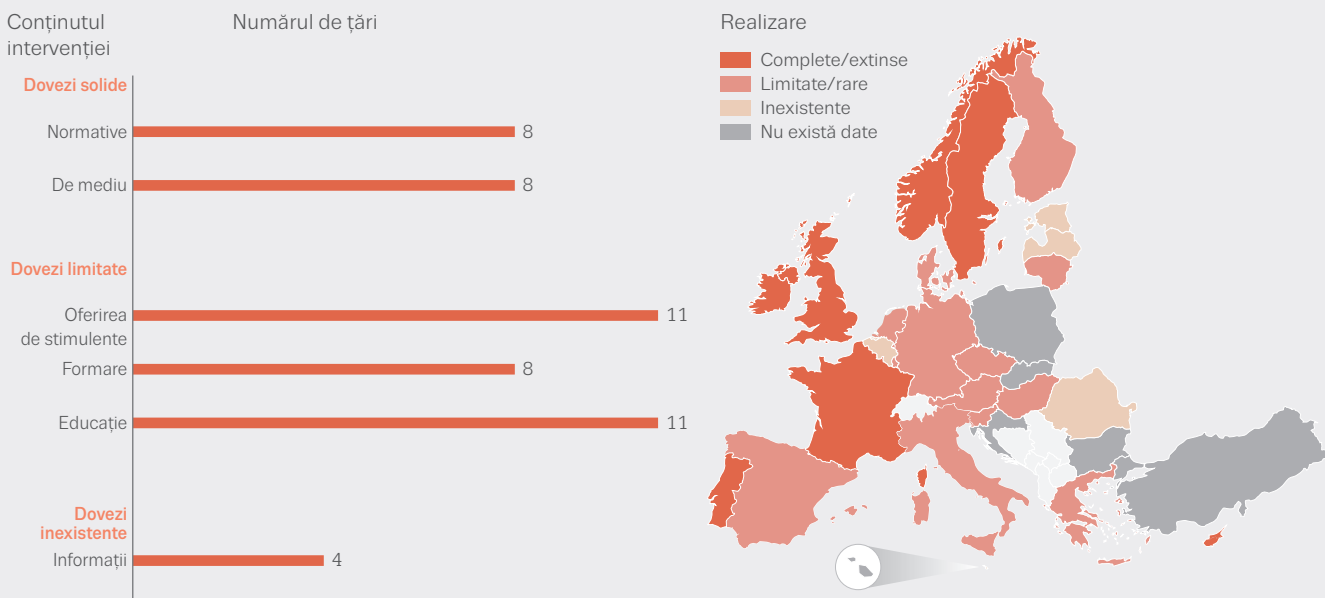 Conținutul
intervenției
Numărul de țări
Dovezi solide
Normative
8
De mediu
8
Dovezi limitate
Oferirea
de stimulente
11
Formare
8
Educație
11
Dovezi
inexistente
Informații
4
Realizare
Complete/extinse
Limitate/rare
Inexistente
Nu există date